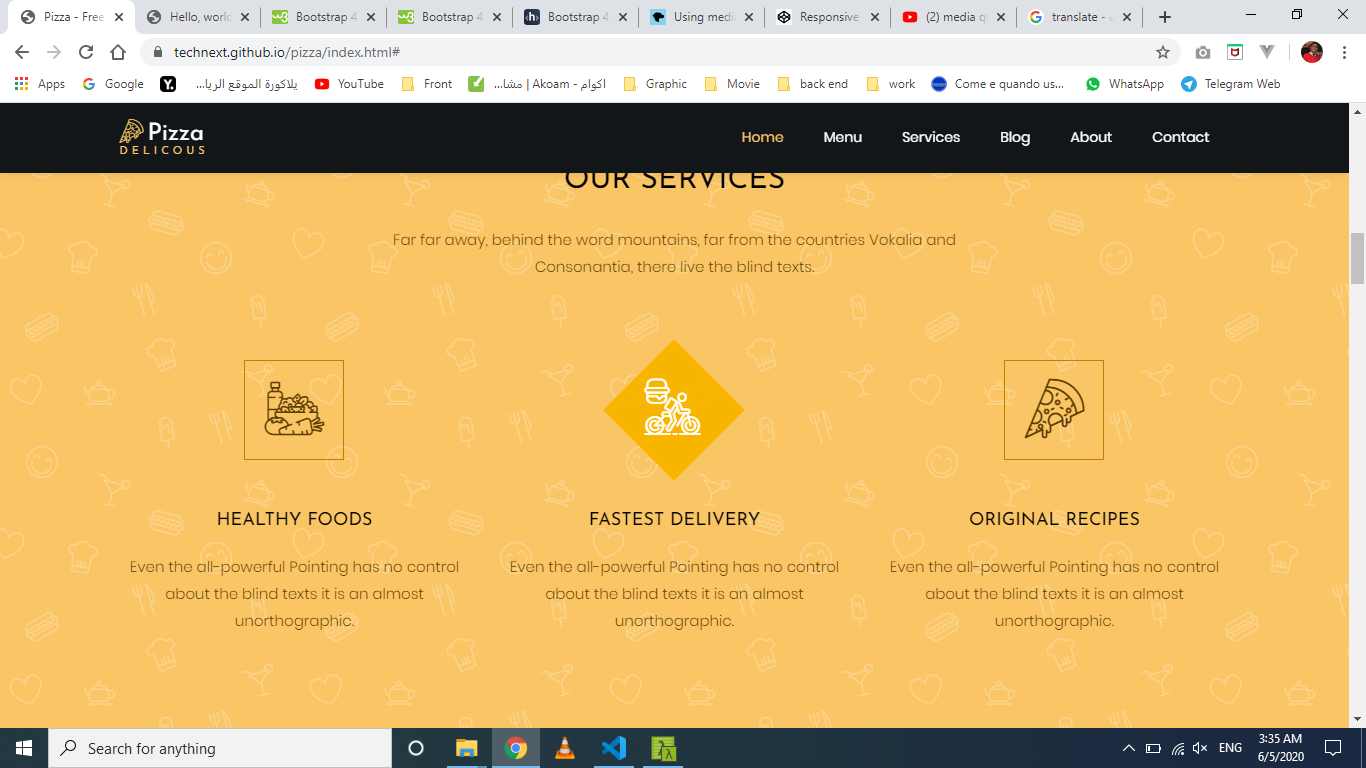 Pizza - Free
Hello, world
Bootstrap 4
Bootstrap 4
Bootstrap 4
Using medi
Responsive
(2) media q
translate -
technext.github.io/pizza/index.html#
Apps
Google
يلاكورة الموقع الريا...
YouTube
Front
اكوام - Akoam | مشا...
Graphic
Movie
back end
work
Come e quando us...
WhatsApp
Telegram Web
Pizza
DELICOUS
Home
Menu
Services
Blog
About
Contact
OUR SERVICES
Far far away, behind the word mountains, far from the countries Vokalia and
Consonantia, there live the blind texts.
HEALTHY FOODS
Even the all-powerful Pointing has no control
about the blind texts it is an almost
unorthographic.
FASTEST DELIVERY
Even the all-powerful Pointing has no control
about the blind texts it is an almost
unorthographic.
ORIGINAL RECIPES
Even the all-powerful Pointing has no control
about the blind texts it is an almost
unorthographic.
Search for anything
ENG
3:35 AM
6/5/2020